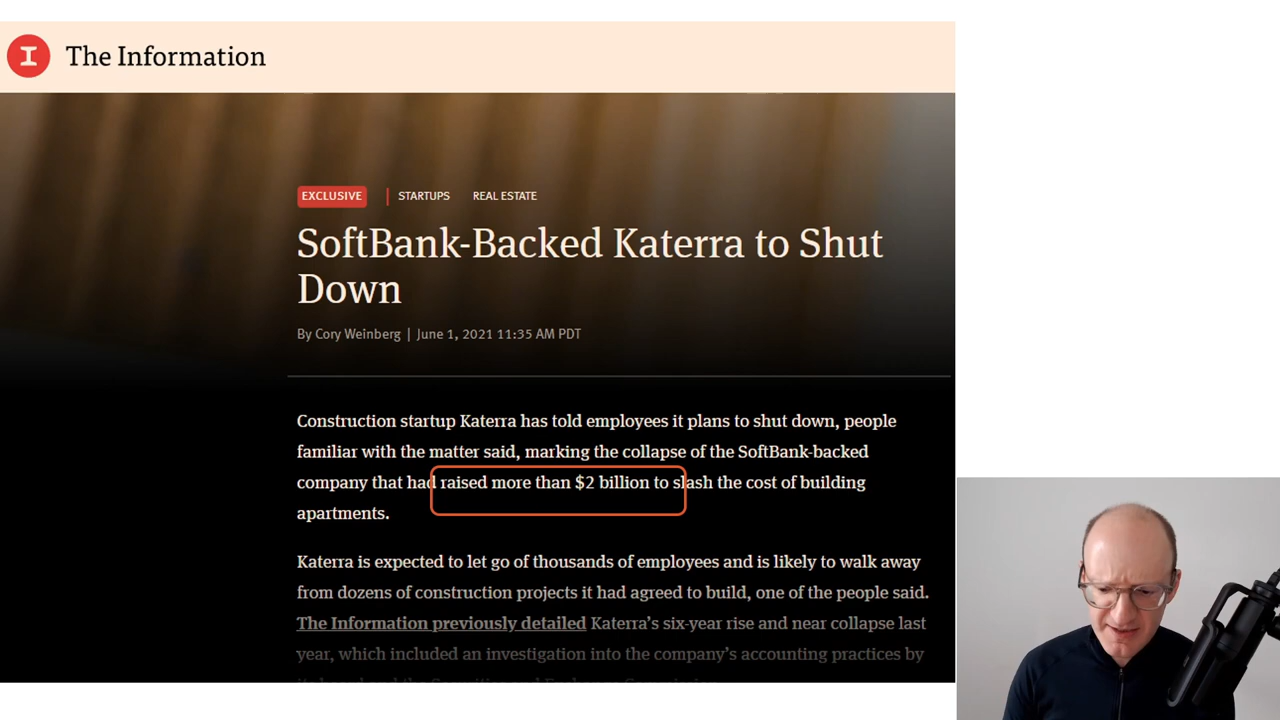 The Information
EXCLUSIVE
STARTUPS
REAL ESTATE
SoftBank-Backed Katerra to Shut
Down
By Cory Weinberg | June 1, 2021 11:35 AM PDT
Construction startup Katerra has told employees it plans to shut down, people
familiar with the matter said, marking the collapse of the SoftBank-backed
company that had raised more than $2 billion to slash the cost of building
apartments.
Katerra is expected to let go of thousands of employees and is likely to walk away
from dozens of construction projects it had agreed to build, one of the people said.
The Information previously detailed Katerra's six-year rise and near collapse last
year, which included an investigation into the company's accounting practices by